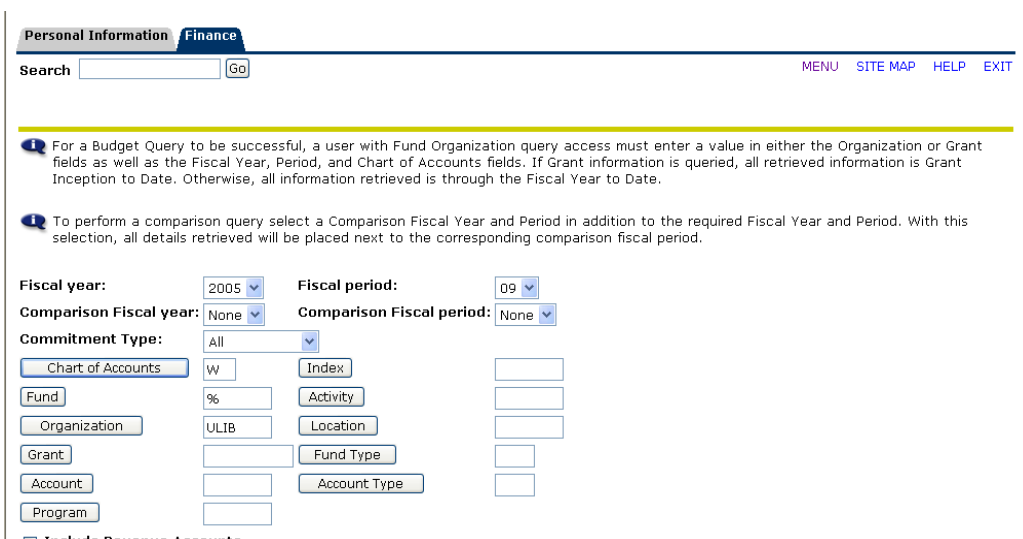 Personal Information Finance
Search Go MENU SITE MAP HELP EXIT
For a Budget Query to be successful, a user with Fund Organization query access must enter a value in either the Organization or Grant
fields as well as the Fiscal Year, Period, and Chart of Accounts fields. If Grant information is queried, all retrieved information is Grant
Inception to Date. Otherwise, all information retrieved is through the Fiscal Year to Date.
To perform a comparison query select a Comparison Fiscal Year and Period in addition to the required Fiscal Year and Period. With this
selection, all details retrieved will be placed next to the corresponding comparison fiscal period.
Fiscal year: 2005 Fiscal period: 09
Comparison Fiscal year: None Comparison Fiscal period: None
Commitment Type: All
Chart of Accounts W Index
Fund % Activity
Organization ULIB Location
Grant Fund Type
Account Account Type
Program
Include Revenue Accounts